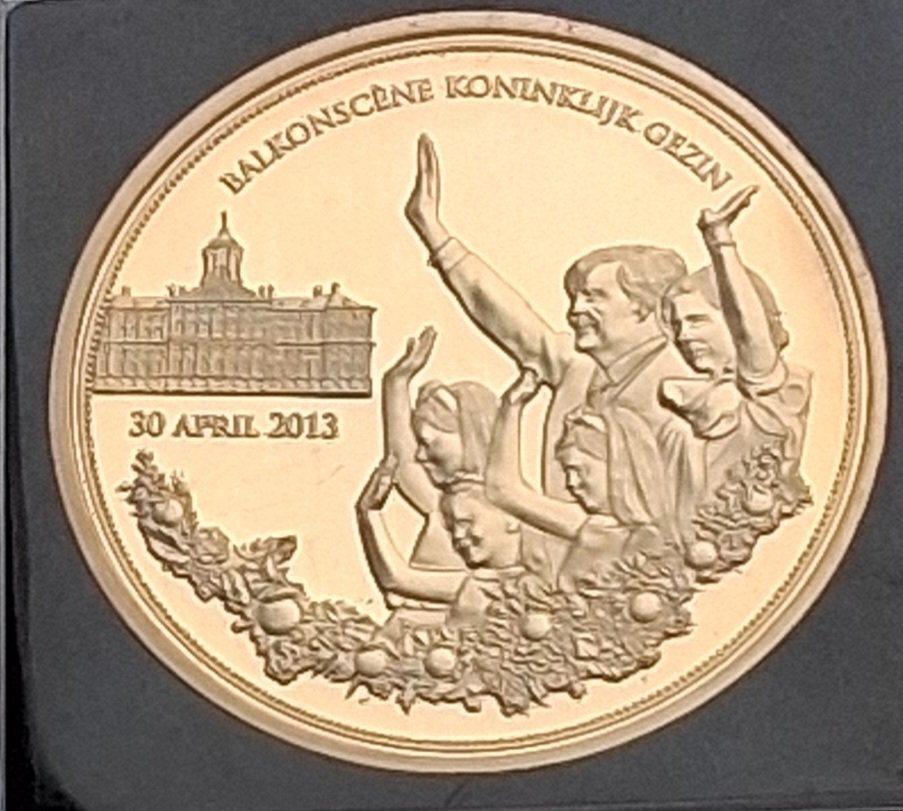 BALKONSCÈNE KONINKLIJK GEZIN
30 APRIL 2013